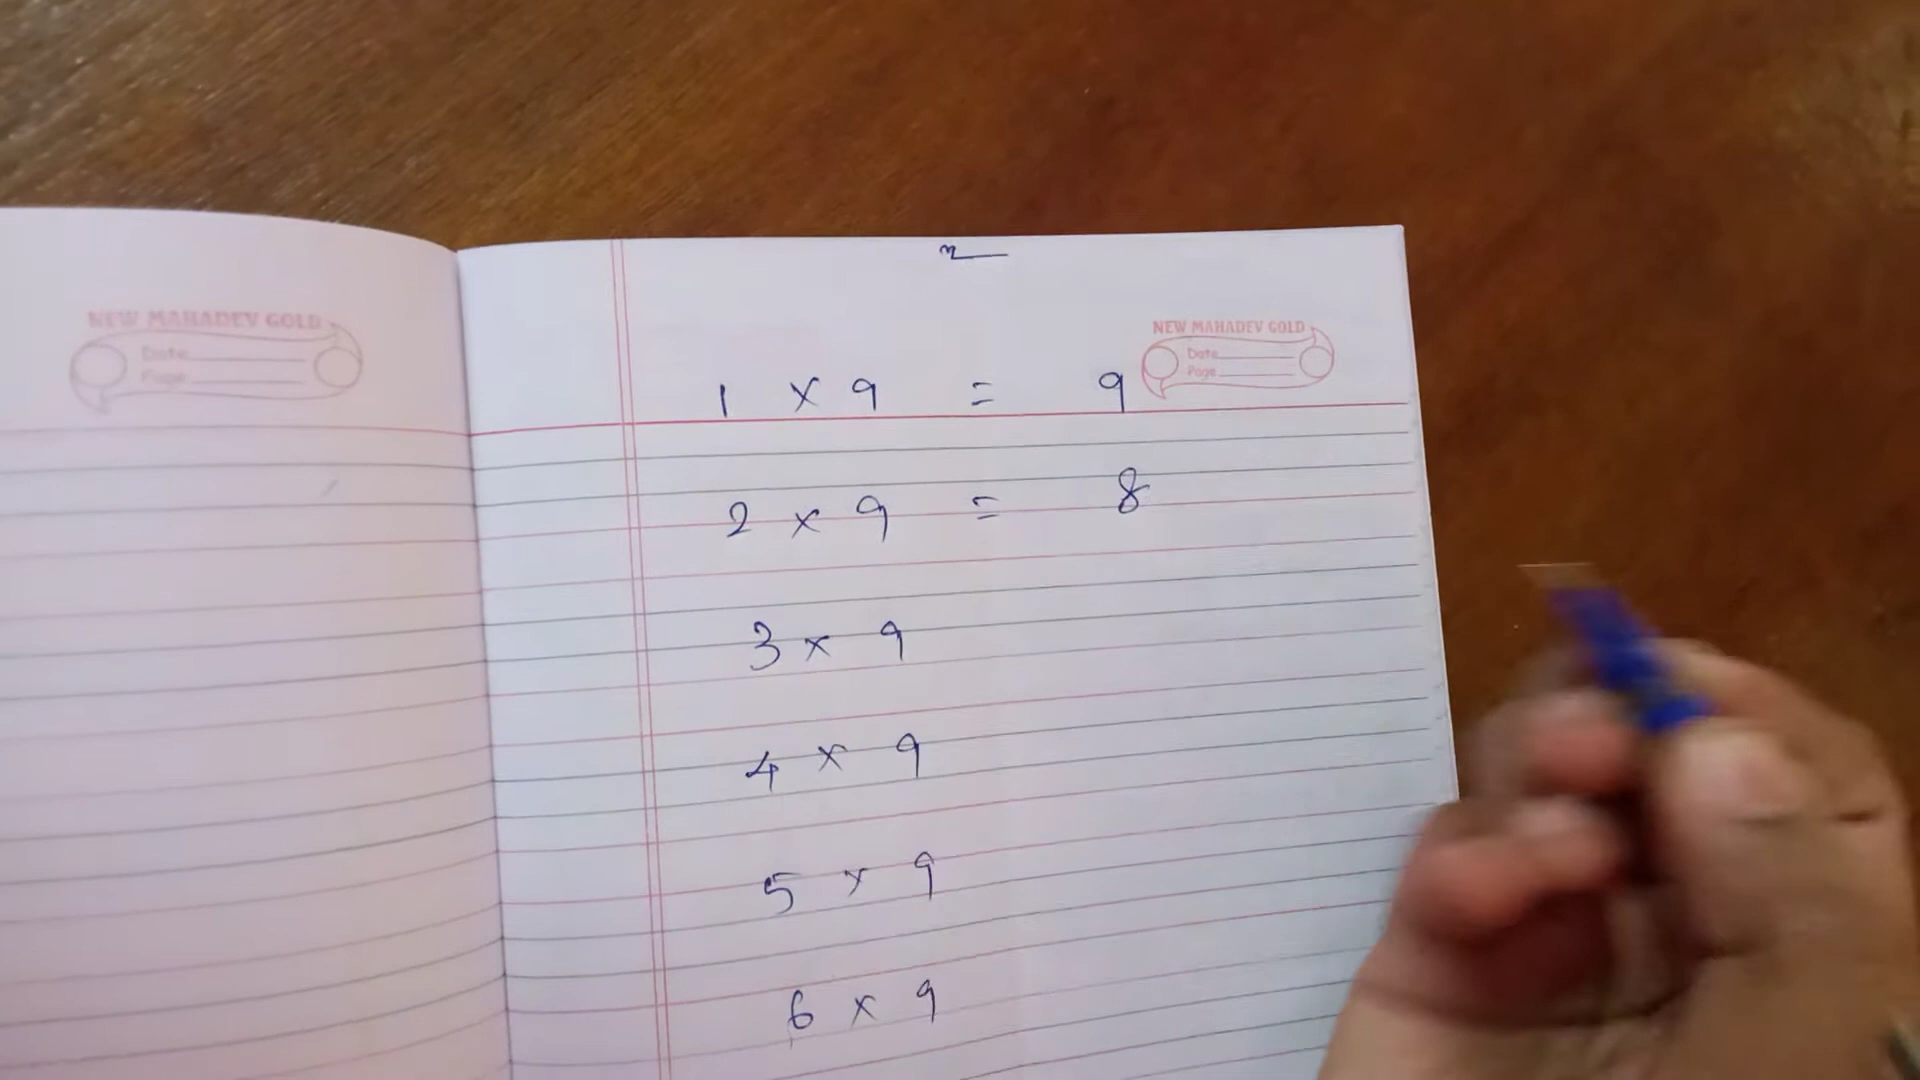 NEW MAHADEV GOLD
Date
Page
NEW MAHADEV GOLD
Date
Page
1 × 9 = 9
2 × 9 = 8
3 × 9
4 × 9
5 × 9
6 × 9